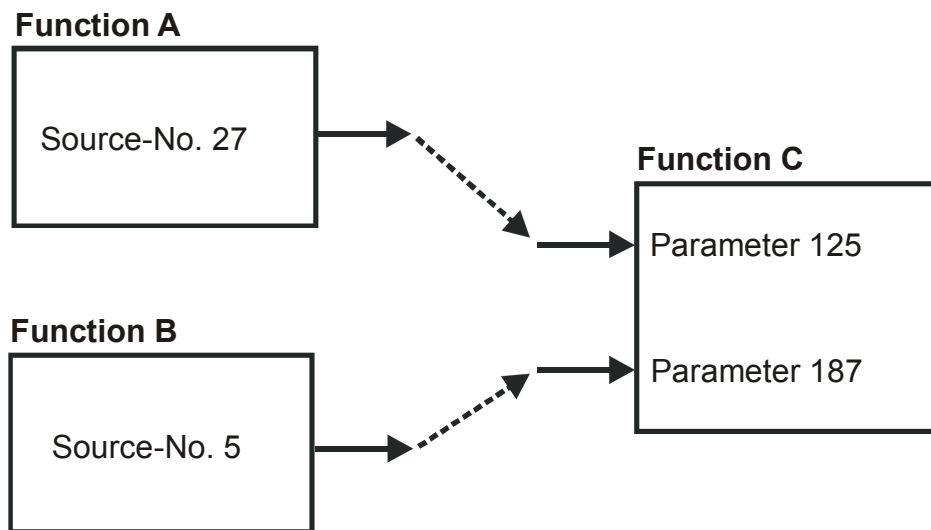 Function A
Source-No. 27
Function C
Parameter 125
Function B
Parameter 187
Source-No. 5